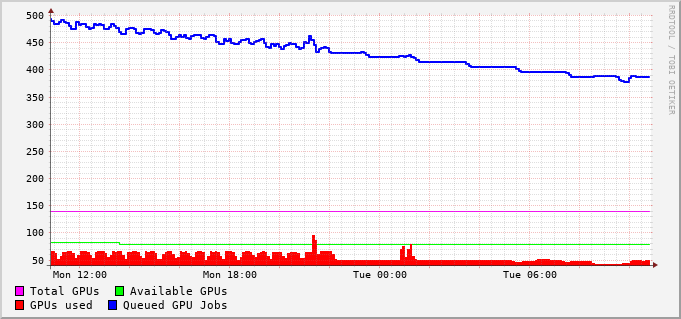 500
450
400
350
300
250
200
150
100
50
Mon 12:00 Mon 18:00 Tue 00:00 Tue 06:00
Total GPUs Available GPUs
GPUs used Queued GPU Jobs
RRDTOOL / TOBI OETIKER